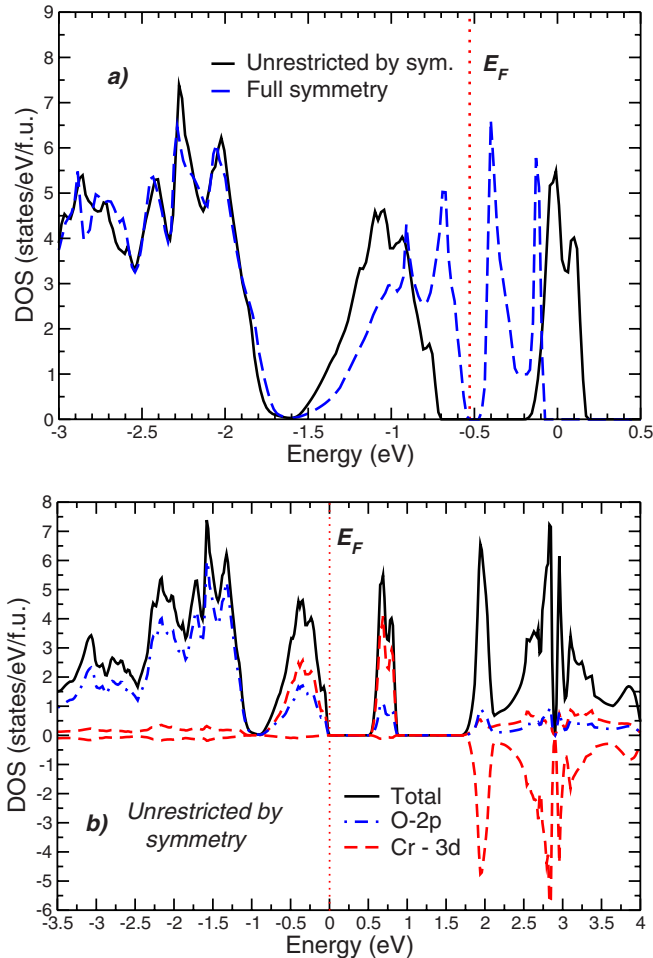 9
8
7
6
5
4
3
2
1
0
DOS (states/eV/f.u.)
a)
Unrestricted by sym.
Full symmetry
E_F
-3 -2.5 -2 -1.5 -1 -0.5 0 0.5
Energy (eV)
8
7
6
5
4
3
2
1
0
-1
-2
-3
-4
-5
-6
DOS (states/eV/f.u.)
E_F
b)
Unrestricted by
symmetry
Total
O-2p
Cr - 3d
-3.5 -3 -2.5 -2 -1.5 -1 -0.5 0 0.5 1 1.5 2 2.5 3 3.5 4
Energy (eV)